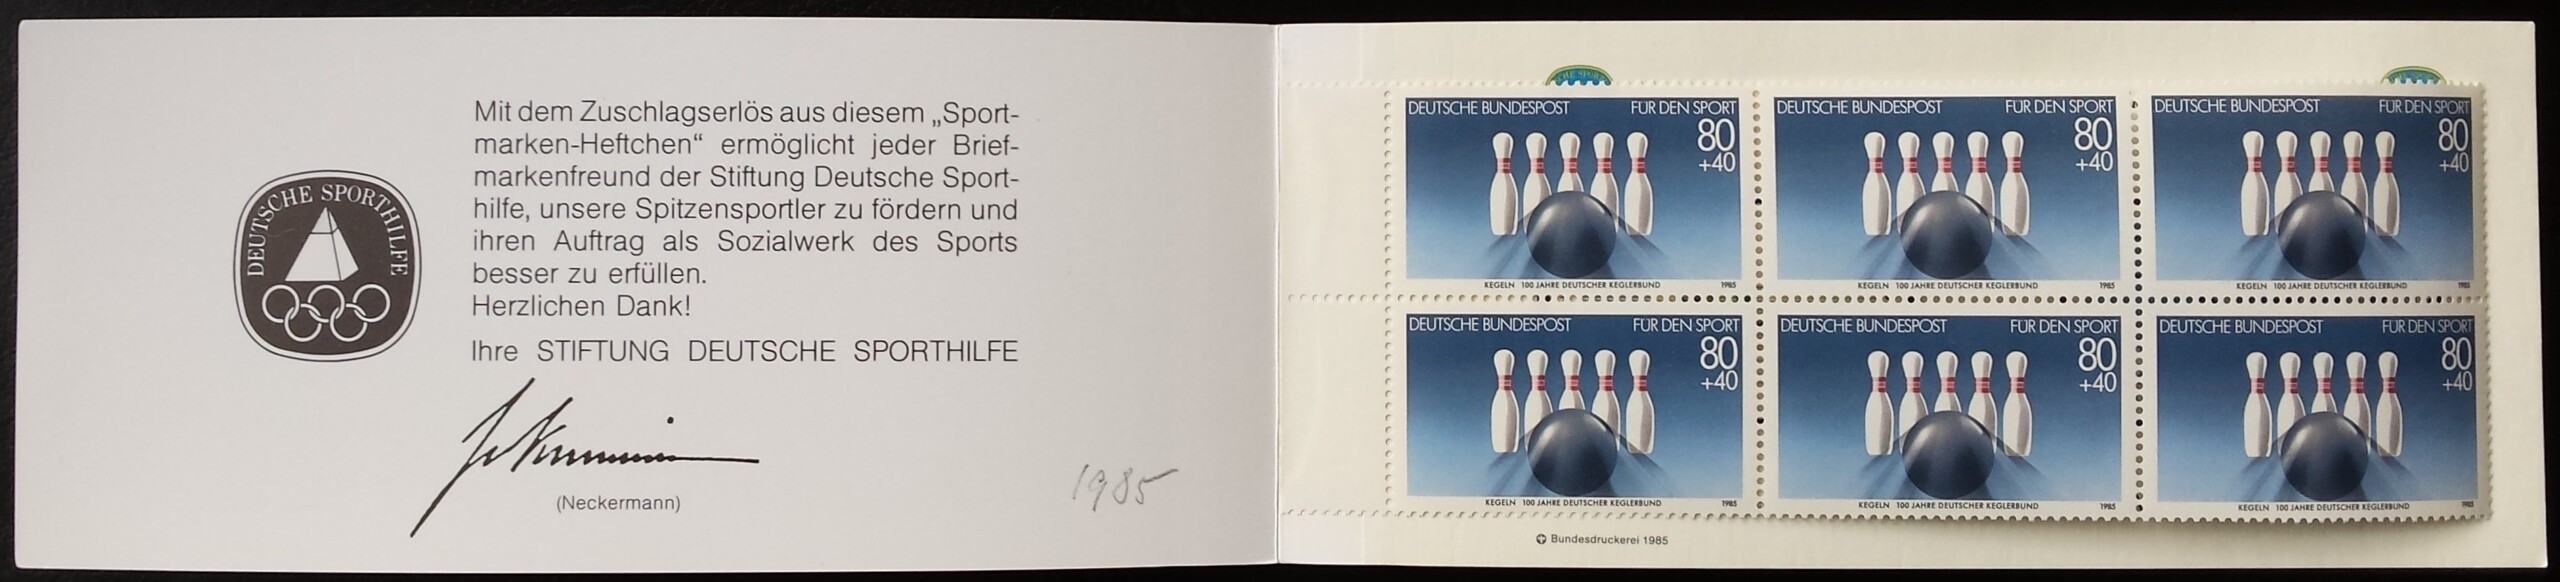 DEUTSCHE SPORTHILFE
Mit dem Zuschlagserlös aus diesem „Sport-
marken-Heftchen“ ermöglicht jeder Brief-
markenfreund der Stiftung Deutsche Sport-
hilfe, unsere Spitzensportler zu fördern und
ihren Auftrag als Sozialwerk des Sports
besser zu erfüllen.
Herzlichen Dank!
Ihre STIFTUNG DEUTSCHE SPORTHILFE
(Neckermann)
1985
DEUTSCHE BUNDESPOST FÜR DEN SPORT
80
+40
KEGELN 100 JAHRE DEUTSCHER KEGLERBUND 1985
DEUTSCHE BUNDESPOST FÜR DEN SPORT
80
+40
KEGELN 100 JAHRE DEUTSCHER KEGLERBUND 1985
DEUTSCHE BUNDESPOST FÜR DEN SPORT
80
+40
KEGELN 100 JAHRE DEUTSCHER KEGLERBUND 1985
DEUTSCHE BUNDESPOST FÜR DEN SPORT
80
+40
KEGELN 100 JAHRE DEUTSCHER KEGLERBUND 1985
DEUTSCHE BUNDESPOST FÜR DEN SPORT
80
+40
KEGELN 100 JAHRE DEUTSCHER KEGLERBUND 1985
DEUTSCHE BUNDESPOST FÜR DEN SPORT
80
+40
KEGELN 100 JAHRE DEUTSCHER KEGLERBUND 1985
Bundesdruckerei 1985